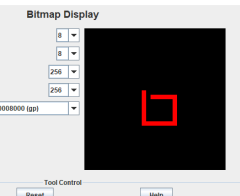 Bitmap Display
8
8
256
256
0008000 (gp)
Tool Control
Reset
Help